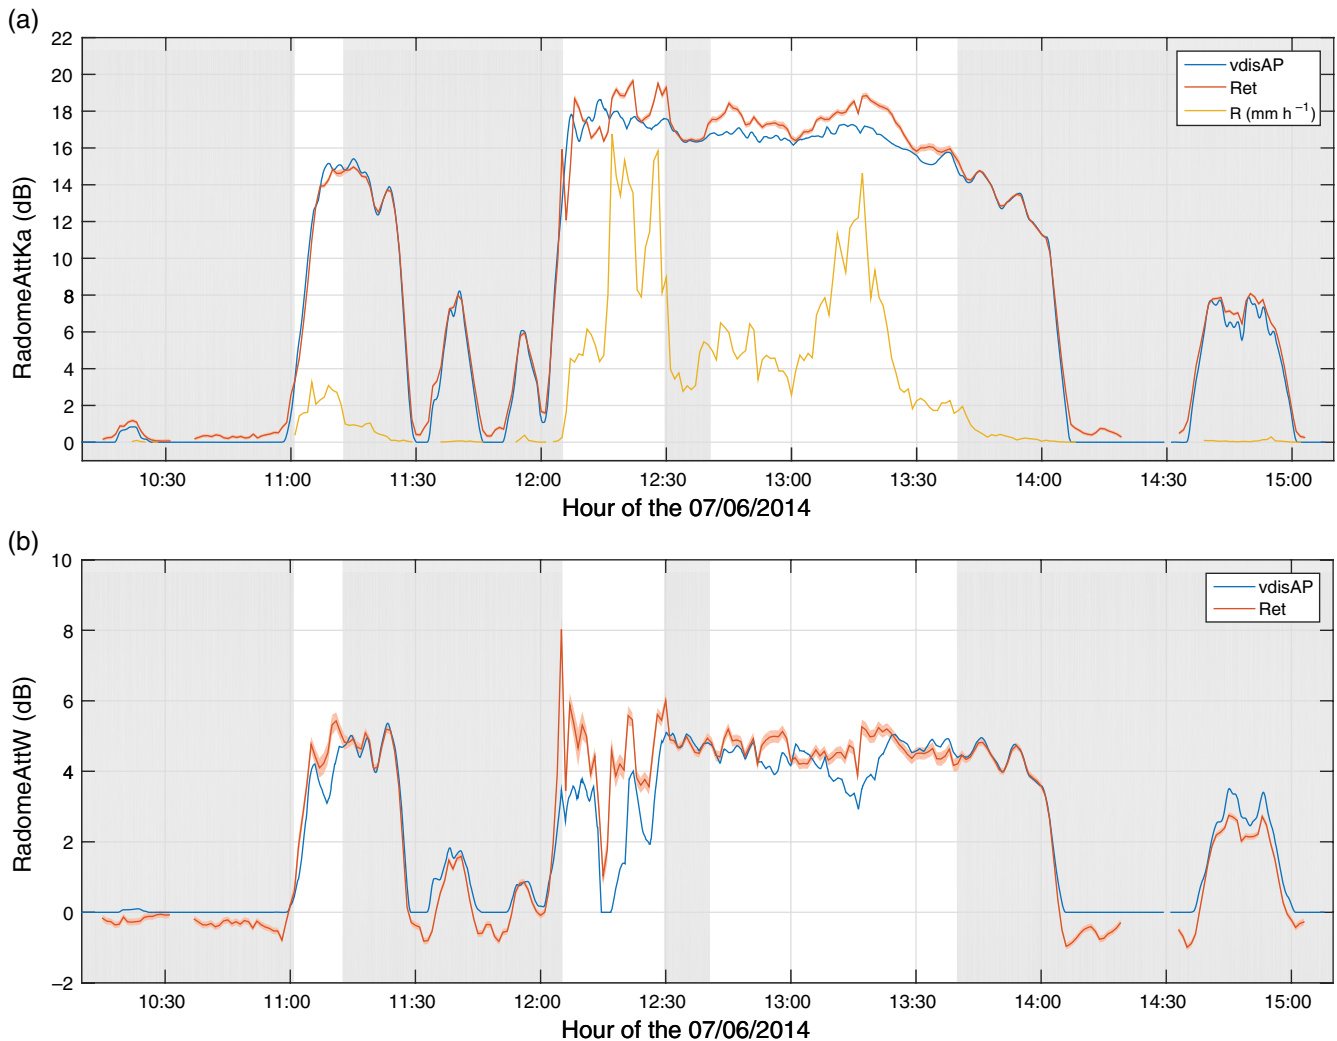 (a)
22
20
18
16
14
12
10
8
6
4
2
0
RadomeAttKa (dB)
vdisAP
Ret
R (mm h⁻¹)
10:30 11:00 11:30 12:00 12:30 13:00 13:30 14:00 14:30 15:00
Hour of the 07/06/2014
(b)
10
8
6
4
2
0
−2
RadomeAttW (dB)
vdisAP
Ret
10:30 11:00 11:30 12:00 12:30 13:00 13:30 14:00 14:30 15:00
Hour of the 07/06/2014